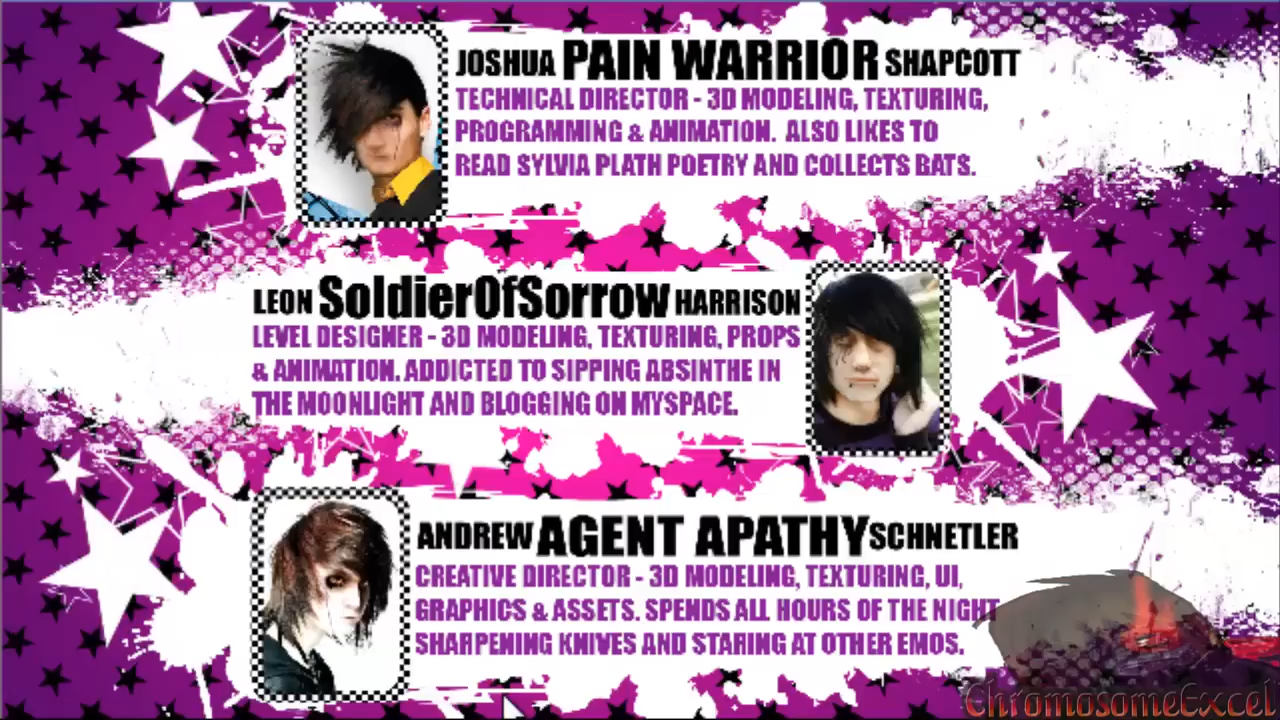 JOSHUA PAIN WARRIOR SHAPCOTT
TECHNICAL DIRECTOR - 3D MODELING, TEXTURING,
PROGRAMMING & ANIMATION. ALSO LIKES TO
READ SYLVIA PLATH POETRY AND COLLECTS BATS.
LEON SoldierOfSorrow HARRISON
LEVEL DESIGNER - 3D MODELING, TEXTURING, PROPS
& ANIMATION. ADDICTED TO SIPPING ABSINTHE IN
THE MOONLIGHT AND BLOGGING ON MYSPACE.
ANDREW AGENT APATHY SCHNETLER
CREATIVE DIRECTOR - 3D MODELING, TEXTURING, UI,
GRAPHICS & ASSETS. SPENDS ALL HOURS OF THE NIGHT
SHARPENING KNIVES AND STARING AT OTHER EMOS.
ChromosomeExcel